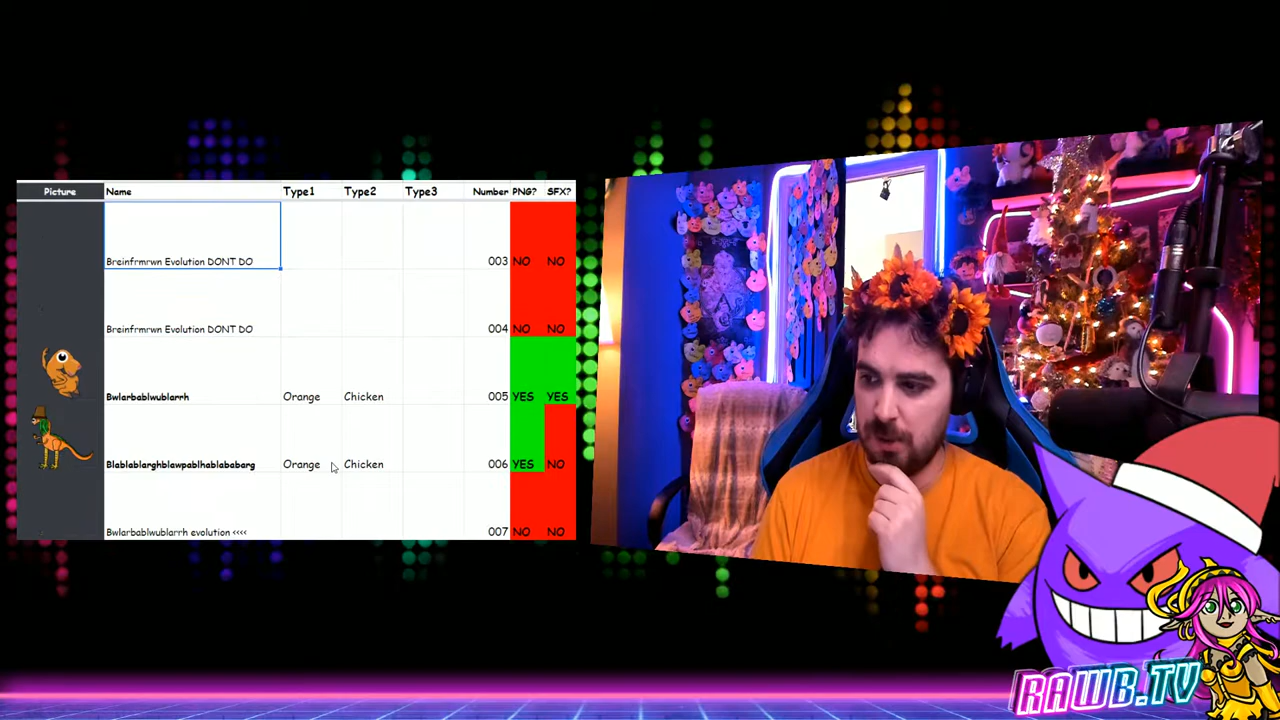 Picture Name Type1 Type2 Type3 Number PNG? SFX?
Breinfrmrwn Evolution DONT DO 003 NO NO
Breinfrmrwn Evolution DONT DO 004 NO NO
Bwlarbablwublarrh Orange Chicken 005 YES YES
Blablablarghblawpablhablababarg Orange Chicken 006 YES NO
Bwlarbablwublarrh evolution <<<< 007 NO NO
RAWB.TV